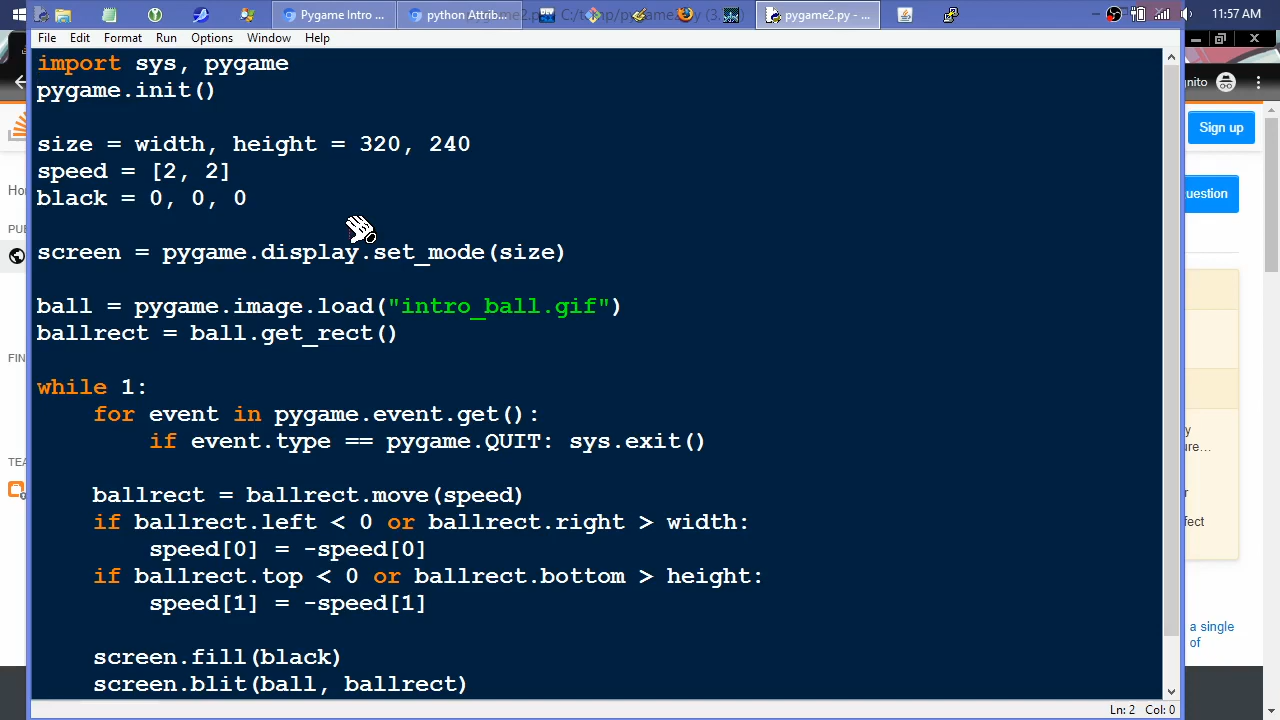 Pygame Intro ...
python Attrib...
pygame2.py - ...
11:57 AM
File Edit Format Run Options Window Help
import sys, pygame
pygame.init()
size = width, height = 320, 240
speed = [2, 2]
black = 0, 0, 0
screen = pygame.display.set_mode(size)
ball = pygame.image.load("intro_ball.gif")
ballrect = ball.get_rect()
while 1:
for event in pygame.event.get():
if event.type == pygame.QUIT: sys.exit()
ballrect = ballrect.move(speed)
if ballrect.left < 0 or ballrect.right > width:
speed[0] = -speed[0]
if ballrect.top < 0 or ballrect.bottom > height:
speed[1] = -speed[1]
screen.fill(black)
screen.blit(ball, ballrect)
Ln: 2 Col: 0
Sign up
a single
of